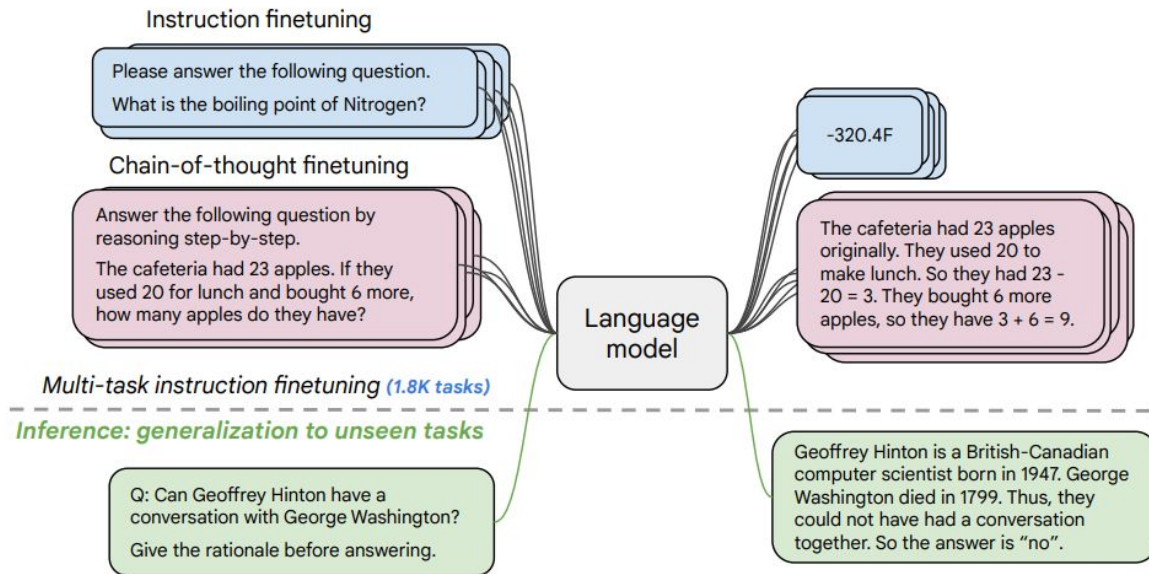 Instruction finetuning
Please answer the following question.
What is the boiling point of Nitrogen?
-320.4F
Chain-of-thought finetuning
Answer the following question by
reasoning step-by-step.
The cafeteria had 23 apples. If they
used 20 for lunch and bought 6 more,
how many apples do they have?
Language
model
The cafeteria had 23 apples
originally. They used 20 to
make lunch. So they had 23 -
20 = 3. They bought 6 more
apples, so they have 3 + 6 = 9.
Multi-task instruction finetuning (1.8K tasks)
Inference: generalization to unseen tasks
Q: Can Geoffrey Hinton have a
conversation with George Washington?
Give the rationale before answering.
Geoffrey Hinton is a British-Canadian
computer scientist born in 1947. George
Washington died in 1799. Thus, they
could not have had a conversation
together. So the answer is “no”.